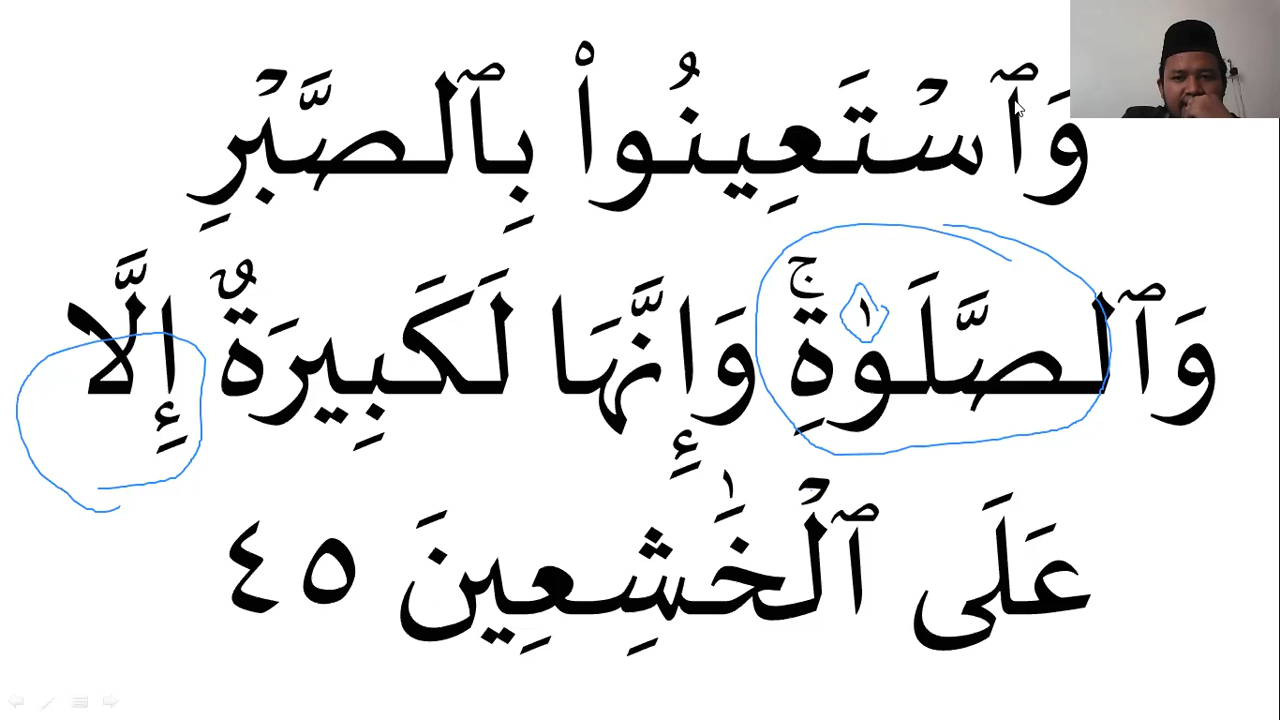 وَٱسْتَعِينُوا۟ بِٱلصَّبْرِ
وَٱلصَّلَوٰةِۚ وَإِنَّهَا لَكَبِيرَةٌ إِلَّا
عَلَى ٱلْخَٰشِعِينَ ٤٥